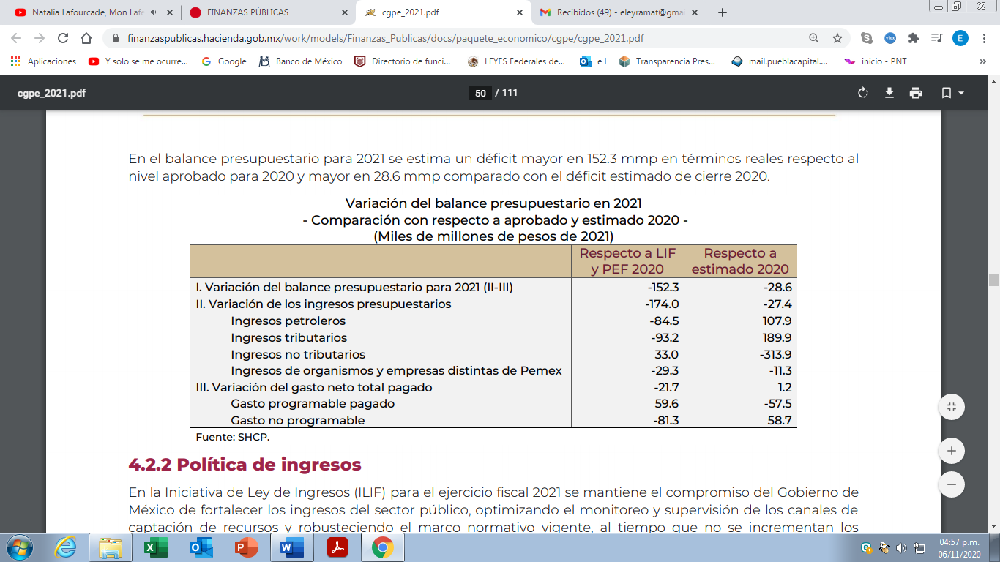 Natalia Lafourcade, Mon Lafe
FINANZAS PÚBLICAS
cgpe_2021.pdf
Recibidos (49) - eleyramat@gma
finanzaspublicas.hacienda.gob.mx/work/models/Finanzas_Publicas/docs/paquete_economico/cgpe/cgpe_2021.pdf
vlex
E
Aplicaciones
Y solo se me ocurre...
Google
Banco de México
Directorio de funci...
LEYES Federales de...
e l
Transparencia Pres...
mail.pueblacapital....
inicio - PNT
»
cgpe_2021.pdf
50 / 111
En el balance presupuestario para 2021 se estima un déficit mayor en 152.3 mmp en términos reales respecto al
nivel aprobado para 2020 y mayor en 28.6 mmp comparado con el déficit estimado de cierre 2020.
Variación del balance presupuestario en 2021
- Comparación con respecto a aprobado y estimado 2020 -
(Miles de millones de pesos de 2021)
Respecto a LIF Respecto a
y PEF 2020 estimado 2020
I. Variación del balance presupuestario para 2021 (II-III) -152.3 -28.6
II. Variación de los ingresos presupuestarios -174.0 -27.4
Ingresos petroleros -84.5 107.9
Ingresos tributarios -93.2 189.9
Ingresos no tributarios 33.0 -313.9
Ingresos de organismos y empresas distintas de Pemex -29.3 -11.3
III. Variación del gasto neto total pagado -21.7 1.2
Gasto programable pagado 59.6 -57.5
Gasto no programable -81.3 58.7
Fuente: SHCP.
4.2.2 Política de ingresos
En la Iniciativa de Ley de Ingresos (ILIF) para el ejercicio fiscal 2021 se mantiene el compromiso del Gobierno de
México de fortalecer los ingresos del sector público, optimizando el monitoreo y supervisión de los canales de
captación de recursos y robusteciendo el marco normativo vigente, al tiempo que no se incrementan los
04:57 p.m.
06/11/2020